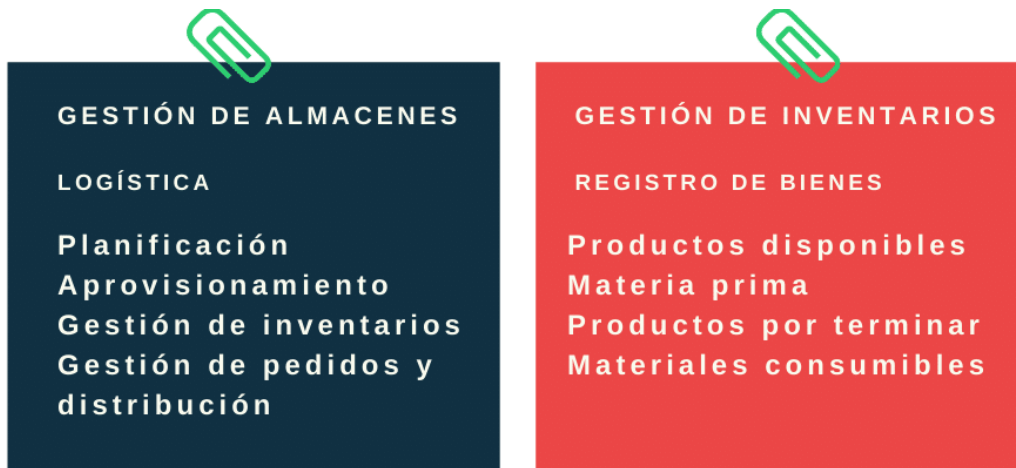 GESTIÓN DE ALMACENES
LOGÍSTICA
Planificación
Aprovisionamiento
Gestión de inventarios
Gestión de pedidos y
distribución
GESTIÓN DE INVENTARIOS
REGISTRO DE BIENES
Productos disponibles
Materia prima
Productos por terminar
Materiales consumibles